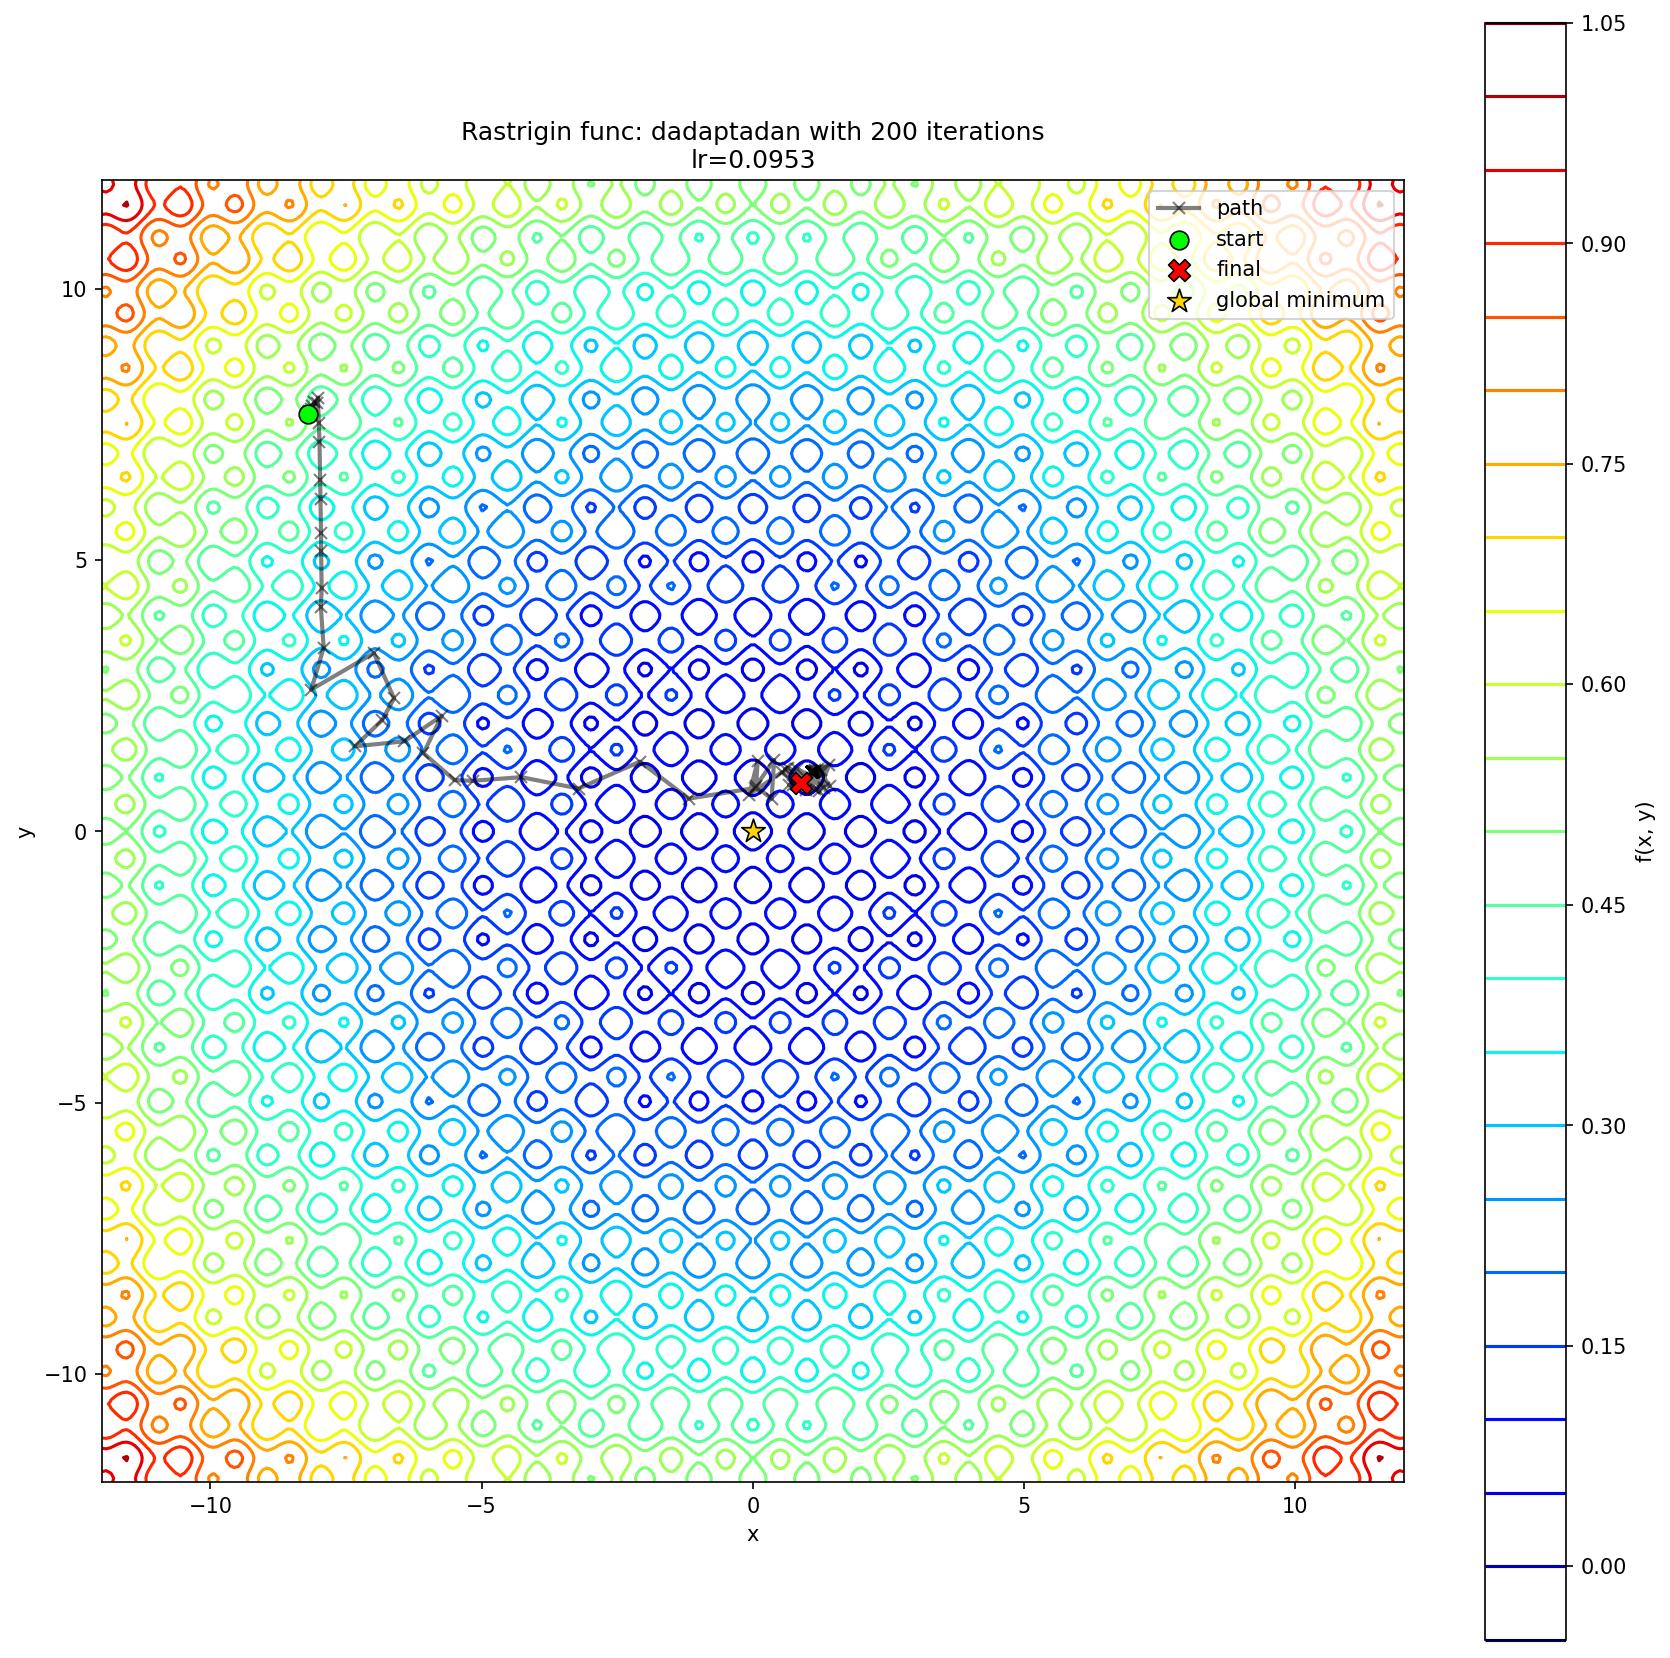 Rastrigin func: dadaptadan with 200 iterations
lr=0.0953
path
start
final
global minimum
10
5
0
−5
−10
y
−10
−5
0
5
10
x
1.05
0.90
0.75
0.60
0.45
0.30
0.15
0.00
f(x, y)